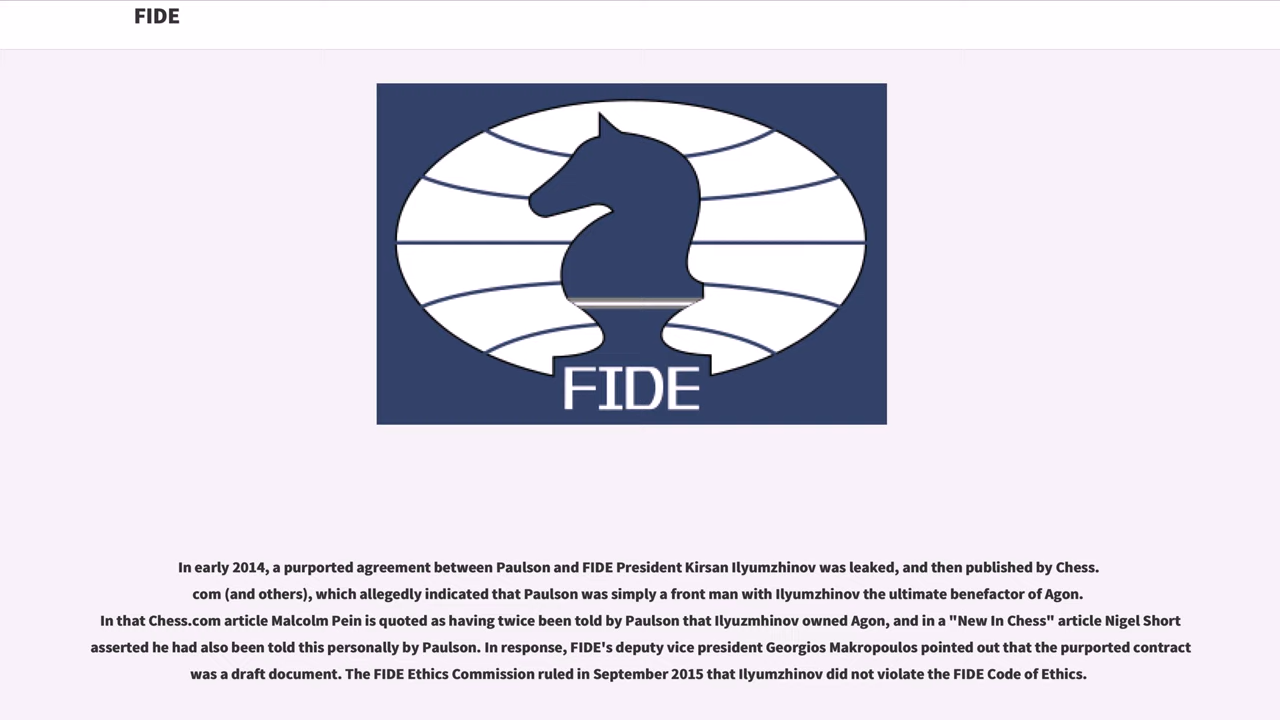 FIDE
FIDE
In early 2014, a purported agreement between Paulson and FIDE President Kirsan Ilyumzhinov was leaked, and then published by Chess.
com (and others), which allegedly indicated that Paulson was simply a front man with Ilyumzhinov the ultimate benefactor of Agon.
In that Chess.com article Malcolm Pein is quoted as having twice been told by Paulson that Ilyuzmhinov owned Agon, and in a "New In Chess" article Nigel Short
asserted he had also been told this personally by Paulson. In response, FIDE's deputy vice president Georgios Makropoulos pointed out that the purported contract
was a draft document. The FIDE Ethics Commission ruled in September 2015 that Ilyumzhinov did not violate the FIDE Code of Ethics.